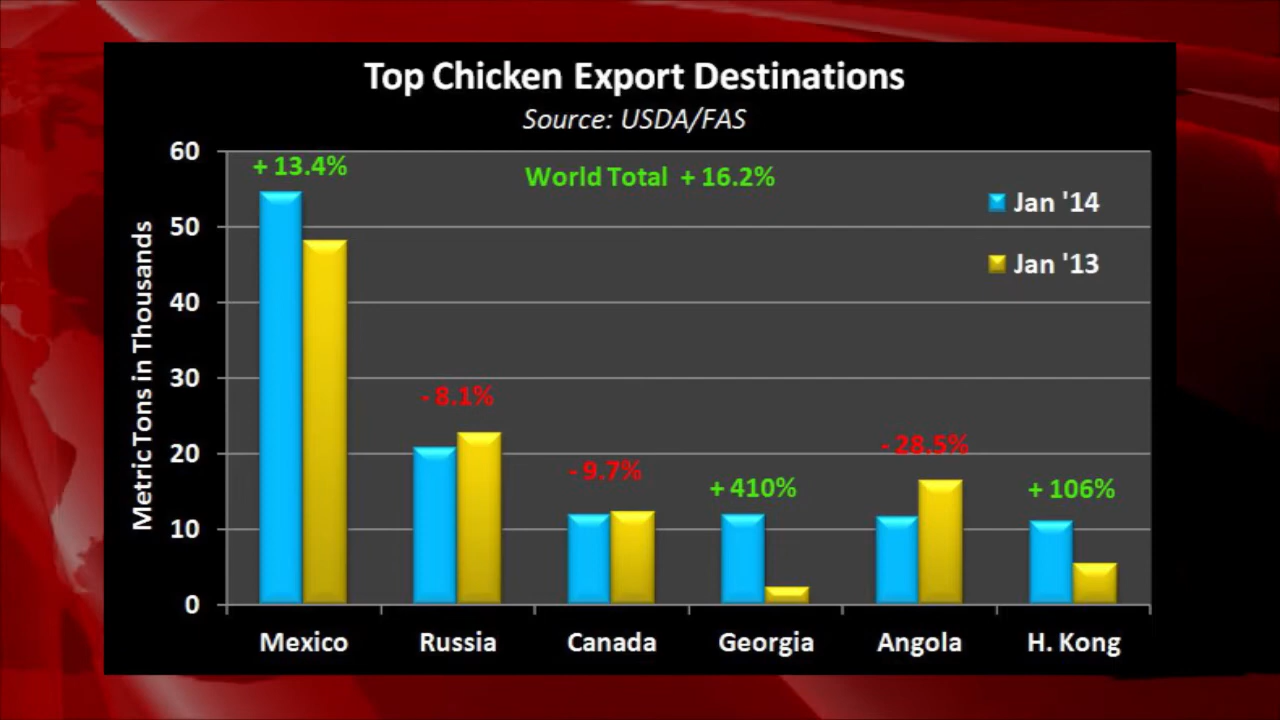 Top Chicken Export Destinations
Source: USDA/FAS
Metric Tons in Thousands
60
50
40
30
20
10
0
+ 13.4%
World Total + 16.2%
Jan '14
Jan '13
- 8.1%
- 9.7%
+ 410%
- 28.5%
+ 106%
Mexico Russia Canada Georgia Angola H. Kong